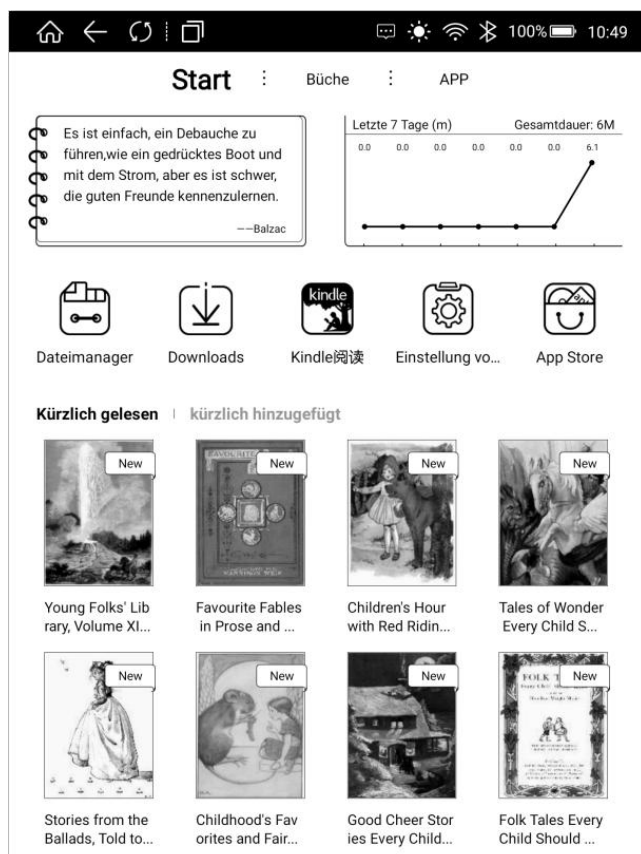 100% 10:49
Start
Büche
APP
Es ist einfach, ein Debauche zu
führen,wie ein gedrücktes Boot und
mit dem Strom, aber es ist schwer,
die guten Freunde kennenzulernen.
——Balzac
Letzte 7 Tage (m) Gesamtdauer: 6M
0.0 0.0 0.0 0.0 0.0 0.0 6.1
kindle
Dateimanager Downloads Kindle阅读 Einstellung vo... App Store
Kürzlich gelesen kürzlich hinzugefügt
New New New New
FAVOURITE
Young Folks' Lib
rary, Volume XI...
Favourite Fables
in Prose and ...
Children's Hour
with Red Ridin...
Tales of Wonder
Every Child S...
New New New New
FOLK T
Stories from the
Ballads, Told to...
Childhood's Fav
orites and Fair...
Good Cheer Stor
ies Every Child...
Folk Tales Every
Child Should ...